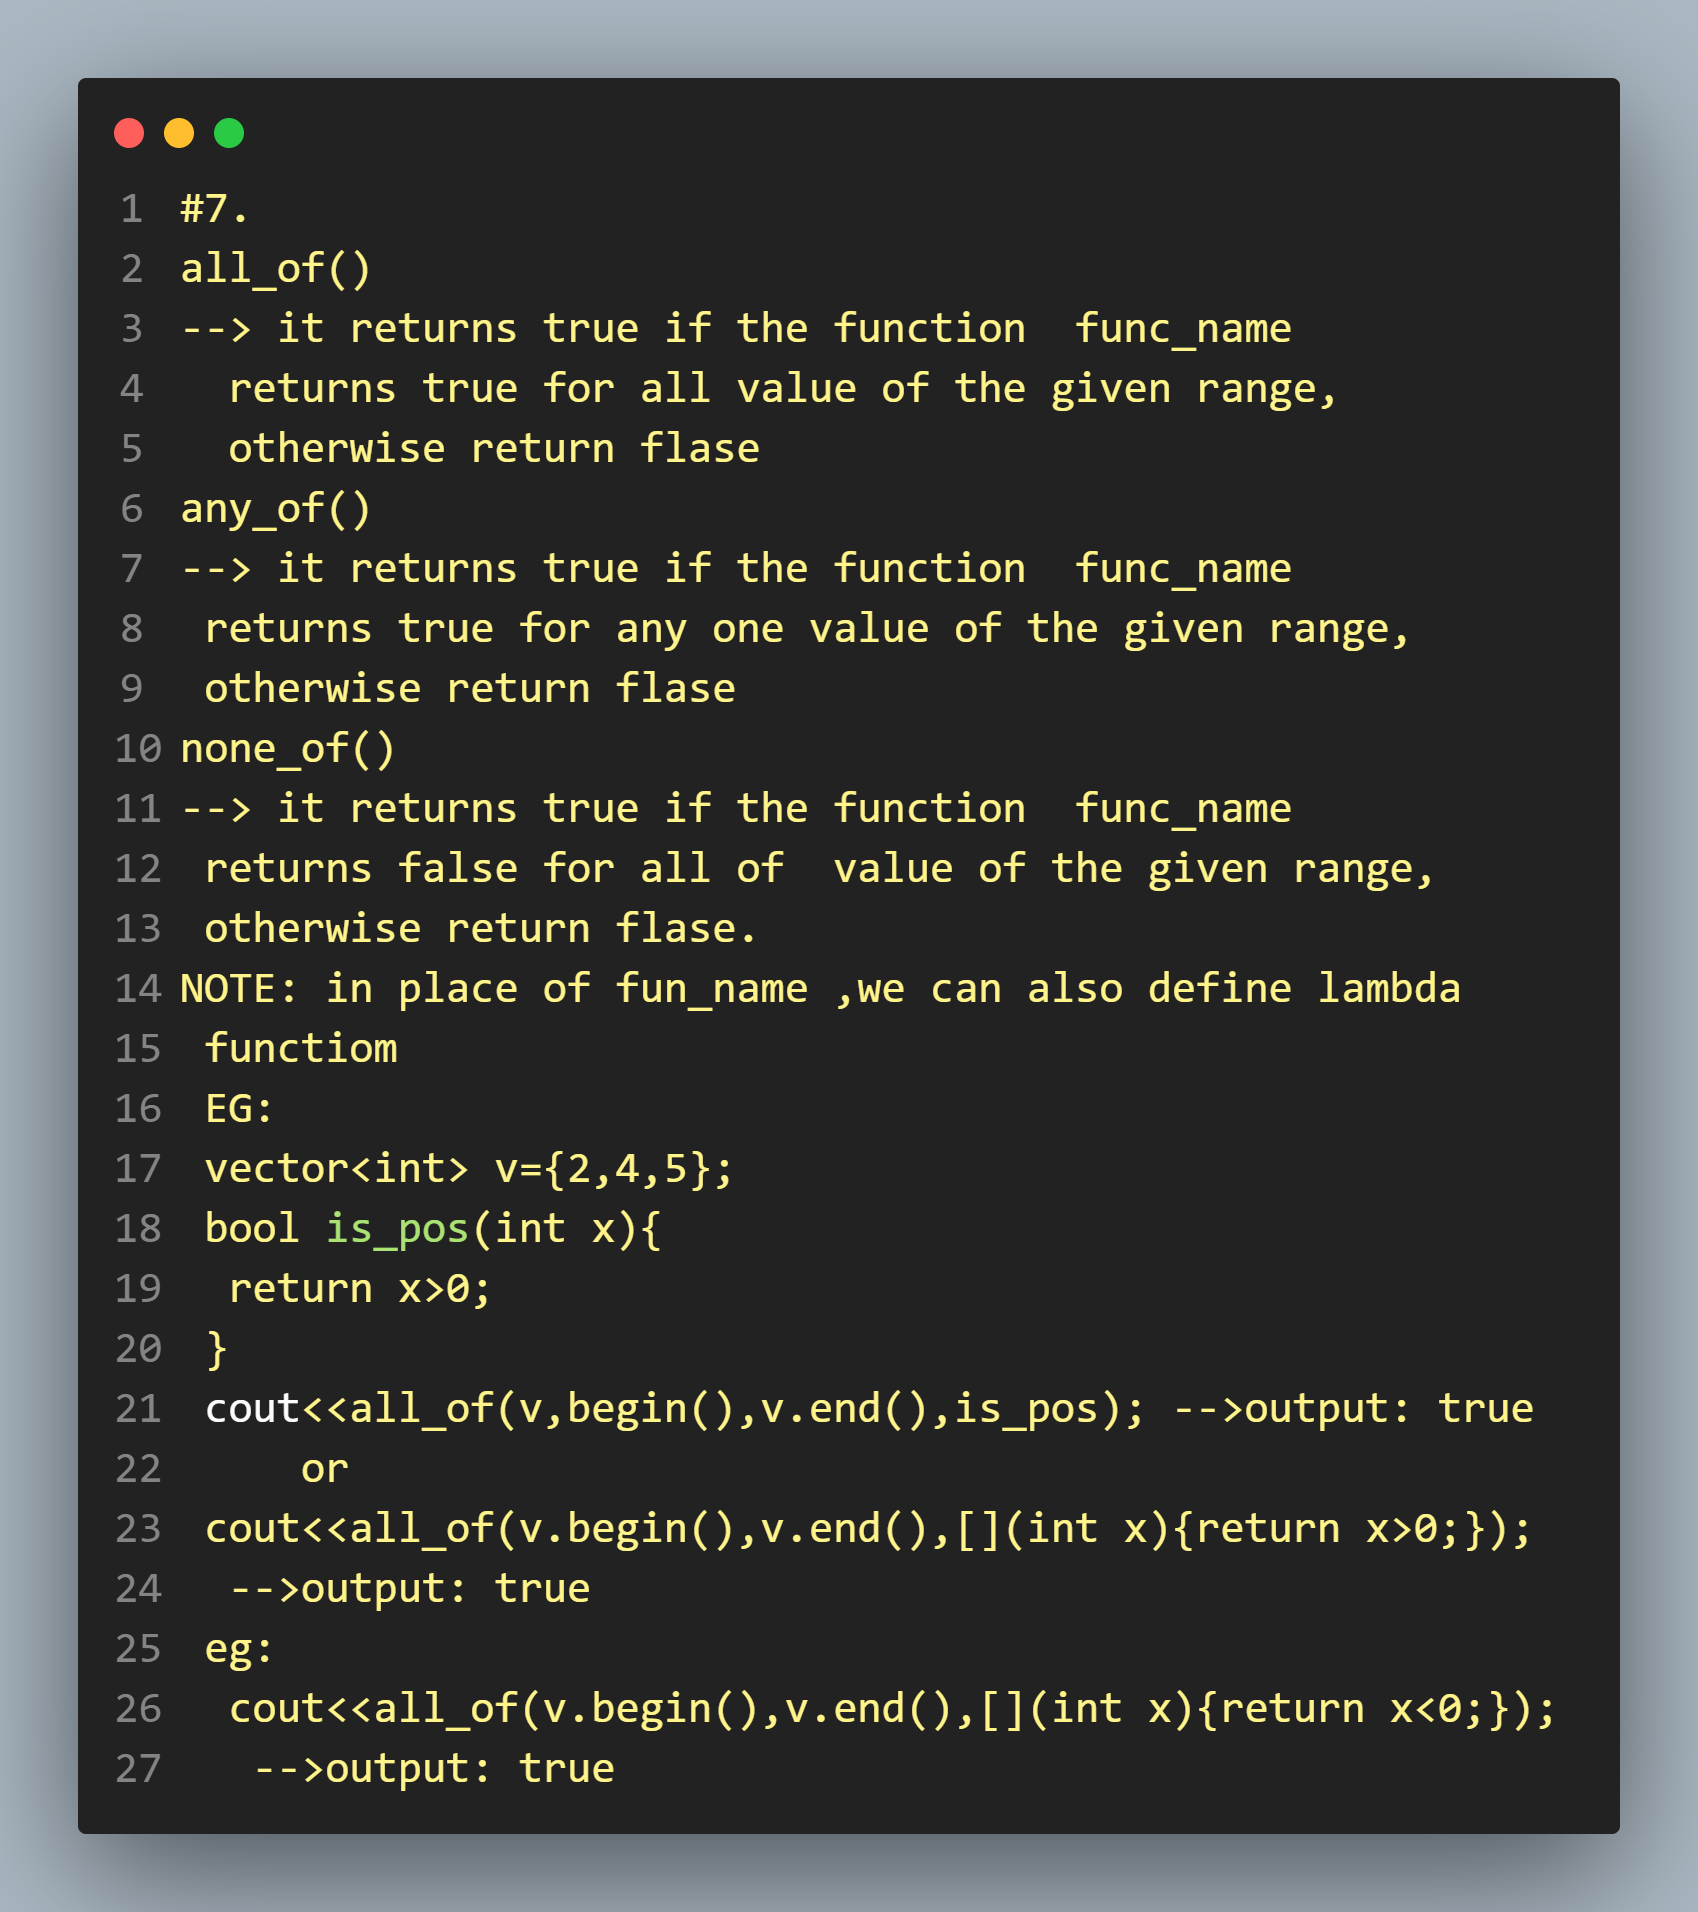 1 #7.
2 all_of()
3 --> it returns true if the function  func_name
4   returns true for all value of the given range,
5   otherwise return flase
6 any_of()
7 --> it returns true if the function  func_name
8  returns true for any one value of the given range,
9  otherwise return flase
10 none_of()
11 --> it returns true if the function  func_name
12  returns false for all of  value of the given range,
13  otherwise return flase.
14 NOTE: in place of fun_name ,we can also define lambda
15  functiom
16  EG:
17  vector<int> v={2,4,5};
18  bool is_pos(int x){
19   return x>0;
20  }
21  cout<<all_of(v,begin(),v.end(),is_pos); -->output: true
22      or
23  cout<<all_of(v.begin(),v.end(),[](int x){return x>0;});
24   -->output: true
25  eg:
26   cout<<all_of(v.begin(),v.end(),[](int x){return x<0;});
27    -->output: true